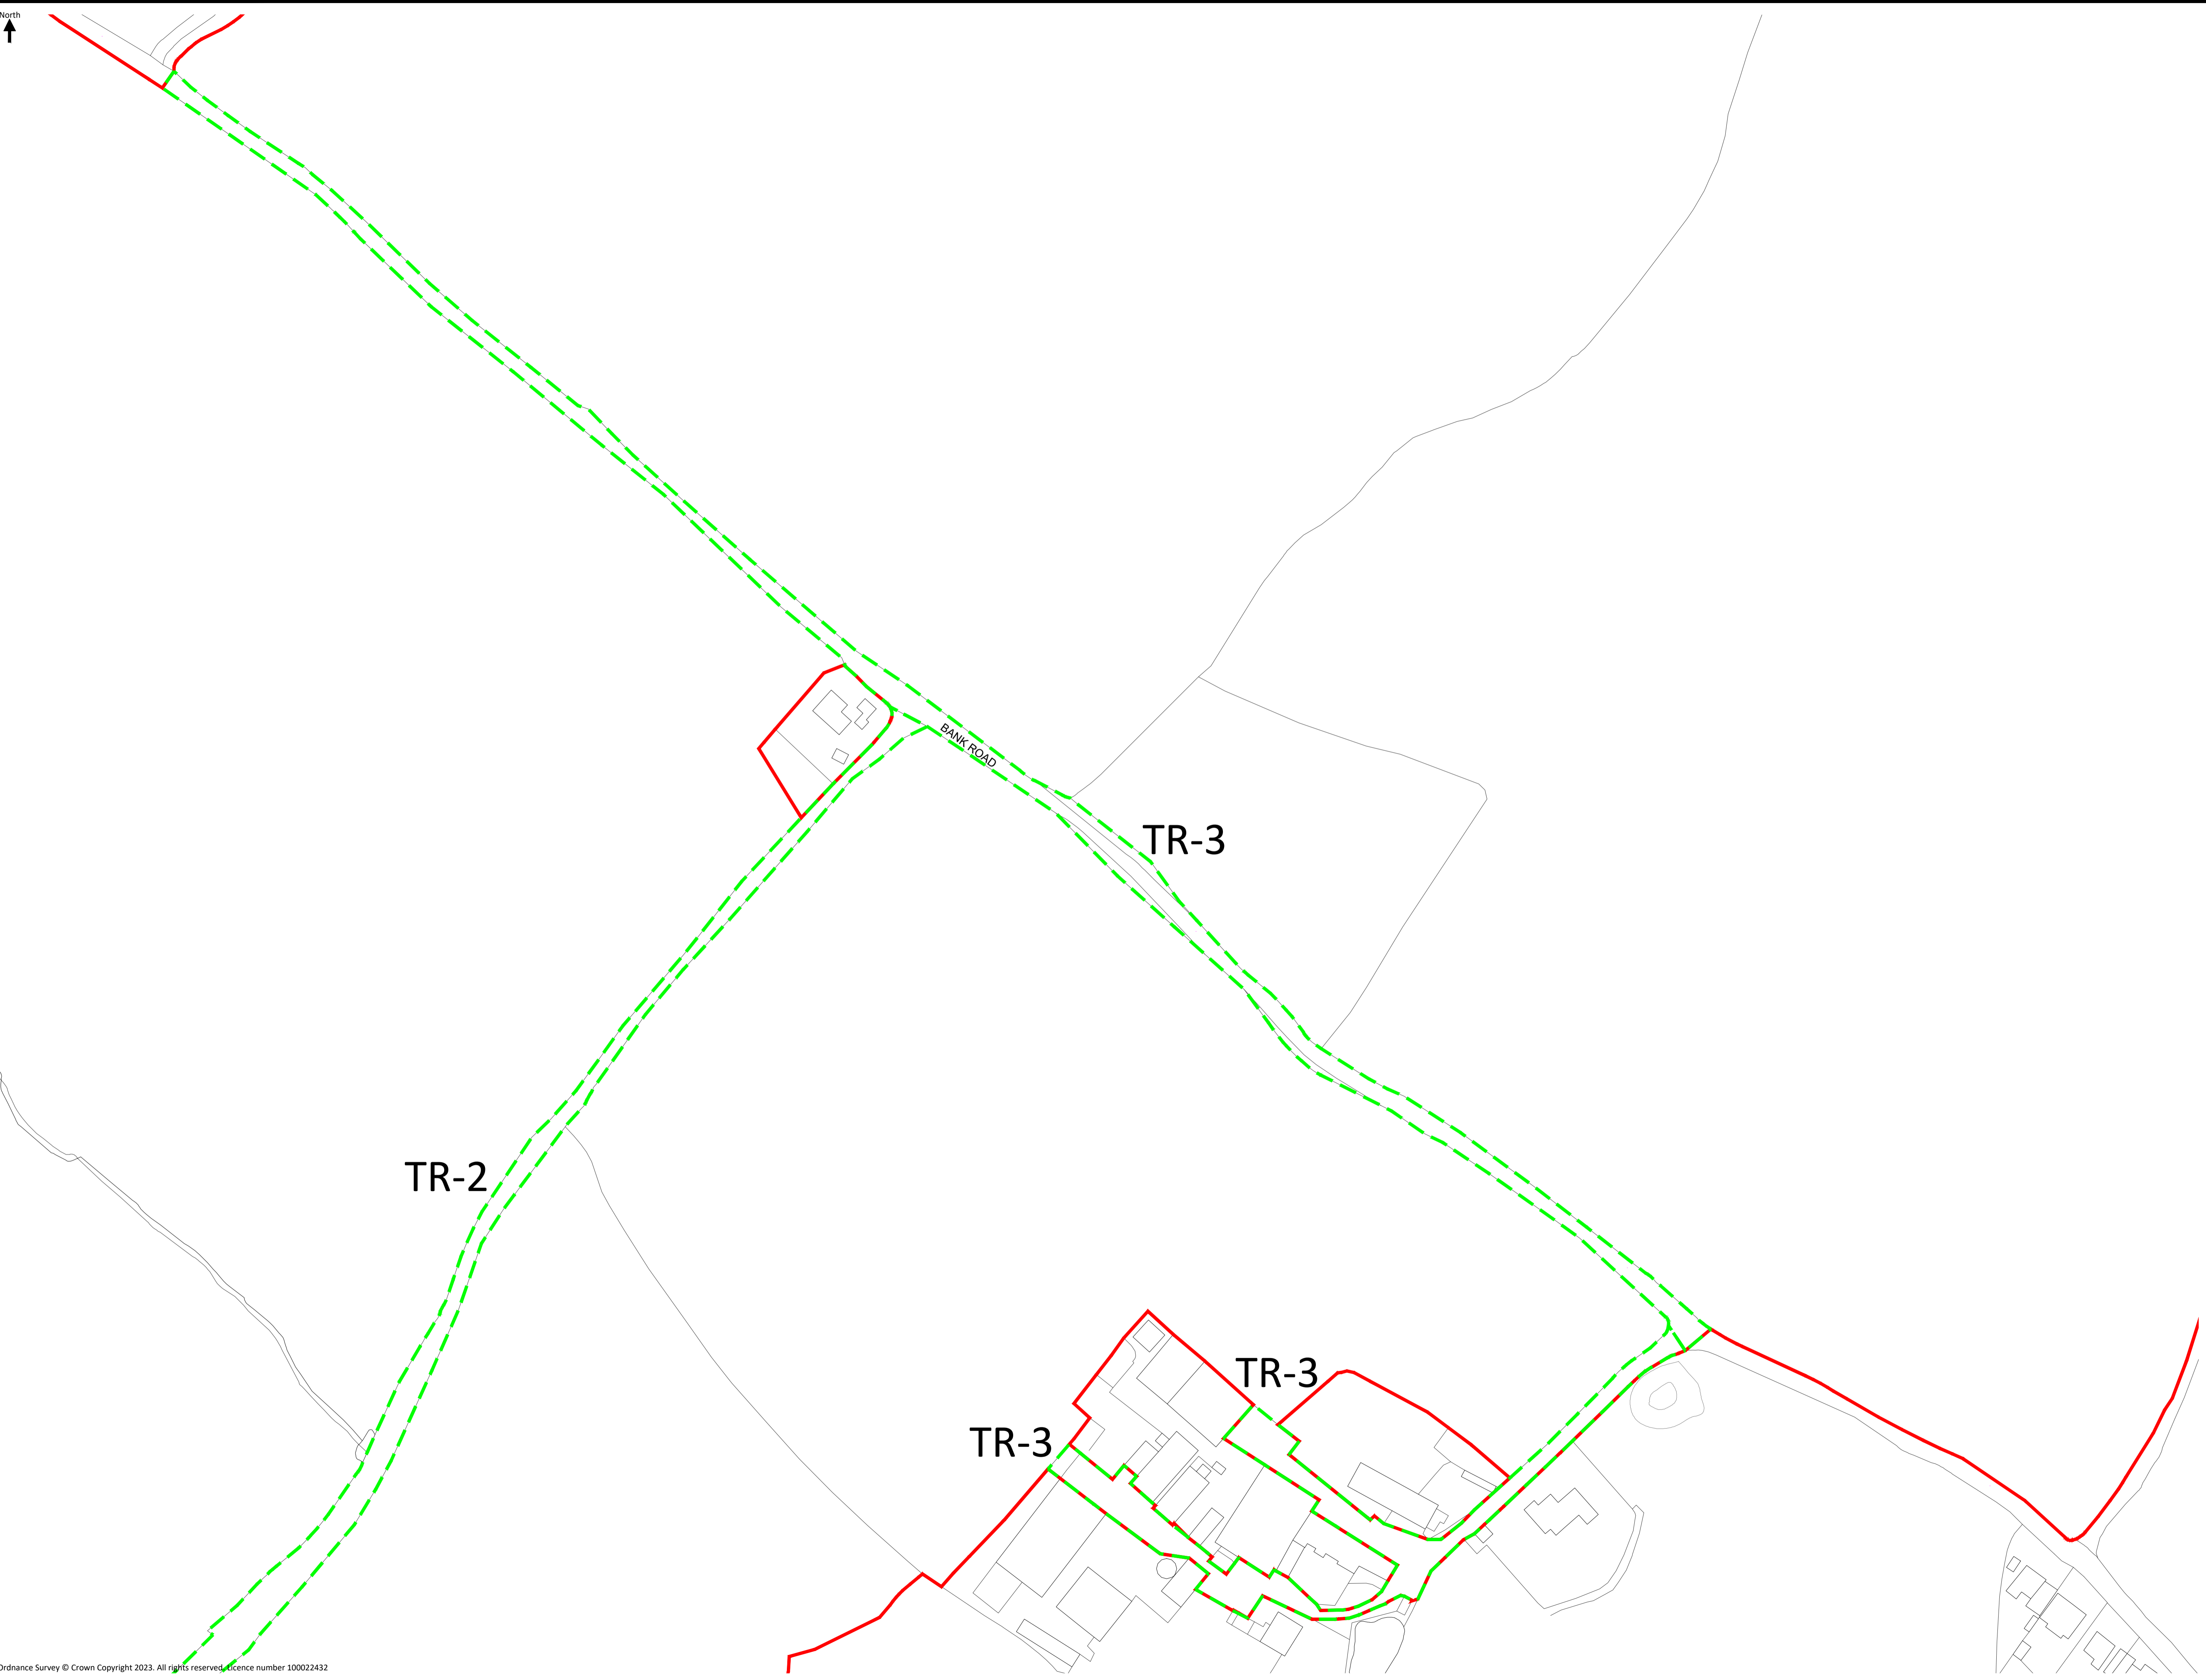 North
BANK ROAD
TR-3
TR-2
TR-3
TR-3
Ordnance Survey © Crown Copyright 2023. All rights reserved. Licence number 100022432